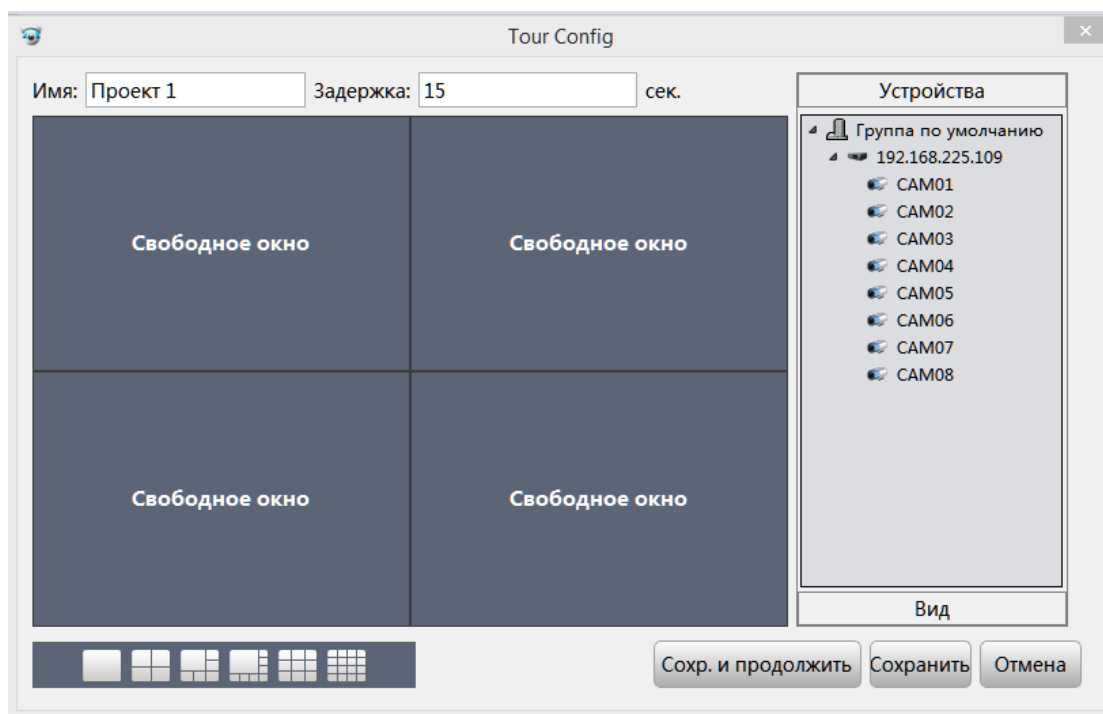 Tour Config
Имя: Проект 1 Задержка: 15 сек.
Устройства
Группа по умолчанию
192.168.225.109
CAM01
CAM02
CAM03
CAM04
CAM05
CAM06
CAM07
CAM08
Свободное окно Свободное окно
Свободное окно Свободное окно
Вид
Сохр. и продолжить Сохранить Отмена